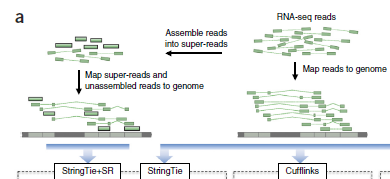 a
RNA-seq reads
Assemble reads
into super-reads
Map super-reads and
unassembled reads to genome
Map reads to genome
StringTie+SR
StringTie
Cufflinks